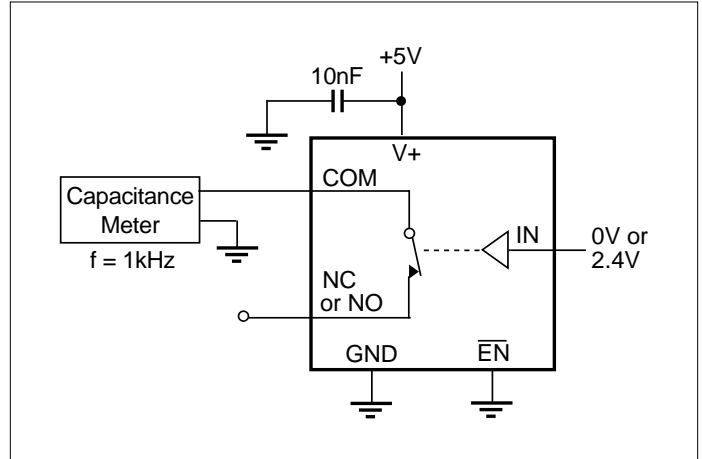 +5V
10nF
V+
COM
Capacitance
Meter
f = 1kHz
IN
0V or
2.4V
NC
or NO
GND
EN